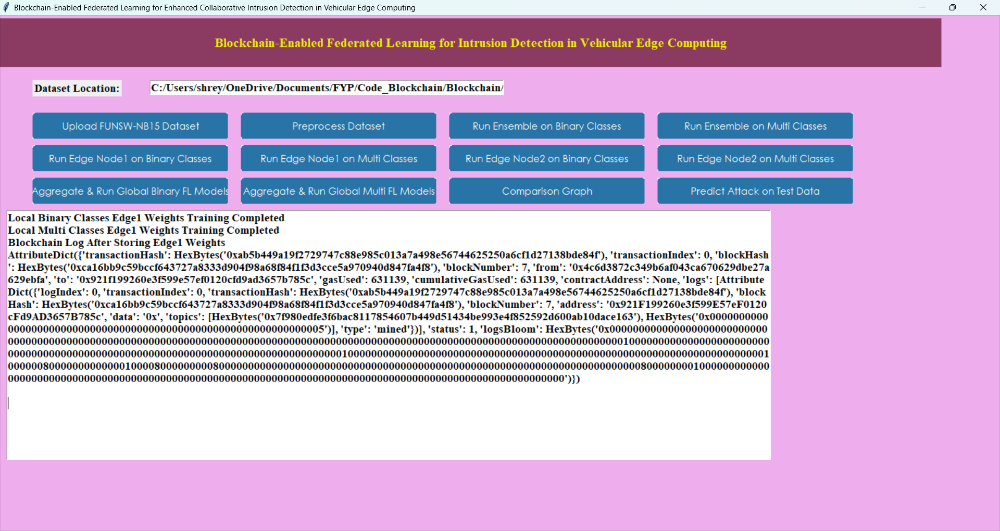 Blockchain-Enabled Federated Learning for Enhanced Collaborative Intrusion Detection in Vehicular Edge Computing
Blockchain-Enabled Federated Learning for Intrusion Detection in Vehicular Edge Computing
Dataset Location:
C:/Users/shrey/OneDrive/Documents/FYP/Code_Blockchain/Blockchain/
Upload FUNSW-NB15 Dataset
Preprocess Dataset
Run Ensemble on Binary Classes
Run Ensemble on Multi Classes
Run Edge Node1 on Binary Classes
Run Edge Node1 on Multi Classes
Run Edge Node2 on Binary Classes
Run Edge Node2 on Multi Classes
Aggregate & Run Global Binary FL Models
Aggregate & Run Global Multi FL Models
Comparison Graph
Predict Attack on Test Data
Local Binary Classes Edge1 Weights Training Completed
Local Multi Classes Edge1 Weights Training Completed
Blockchain Log After Storing Edge1 Weights
AttributeDict({'transactionHash': HexBytes('0xab5b449a19f2729747c88e985c013a7a498e56744625250a6cf1d27138bde84f'), 'transactionIndex': 0, 'blockHash
': HexBytes('0xca16bb9c59bccf643727a8333d904f98a68f84f1f3d3cce5a970940d847fa4f8'), 'blockNumber': 7, 'from': '0x4c6d3872c349b6af043ca670629dbe27a
629ebfa', 'to': '0x921f199260e3f599e57ef0120cfd9ad3657b785c', 'gasUsed': 631139, 'cumulativeGasUsed': 631139, 'contractAddress': None, 'logs': [Attribute
Dict({'logIndex': 0, 'transactionIndex': 0, 'transactionHash': HexBytes('0xab5b449a19f2729747c88e985c013a7a498e56744625250a6cf1d27138bde84f'), 'block
Hash': HexBytes('0xca16bb9c59bccf643727a8333d904f98a68f84f1f3d3cce5a970940d847fa4f8'), 'blockNumber': 7, 'address': '0x921F199260e3f599E57eF0120
cFd9AD3657B785c', 'data': '0x', 'topics': [HexBytes('0x7f980edfe3f6bac8117854607b449d51434be993e4f852592d600ab10dace163'), HexBytes('0x0000000000
000000000000000000000000000000000000000000000000000005')], 'type': 'mined'})], 'status': 1, 'logsBloom': HexBytes('0x000000000000000000000000000
0000000000000000000000000000000000000000000000000000000000000000000000000000000000000000000000000000000001000000000000000000000000
0000000000000000000000000000000000000000000000000000000001000000000000000000000000000000000000000000000000000000000000000000000001
0000008000000000000010000800000000080000000000000000000000000000000000000000000000000000000000000000000000008000000001000000000000
00000000000000000000000000000000000000000000000000000000000000000000000000000000000000000000000')})